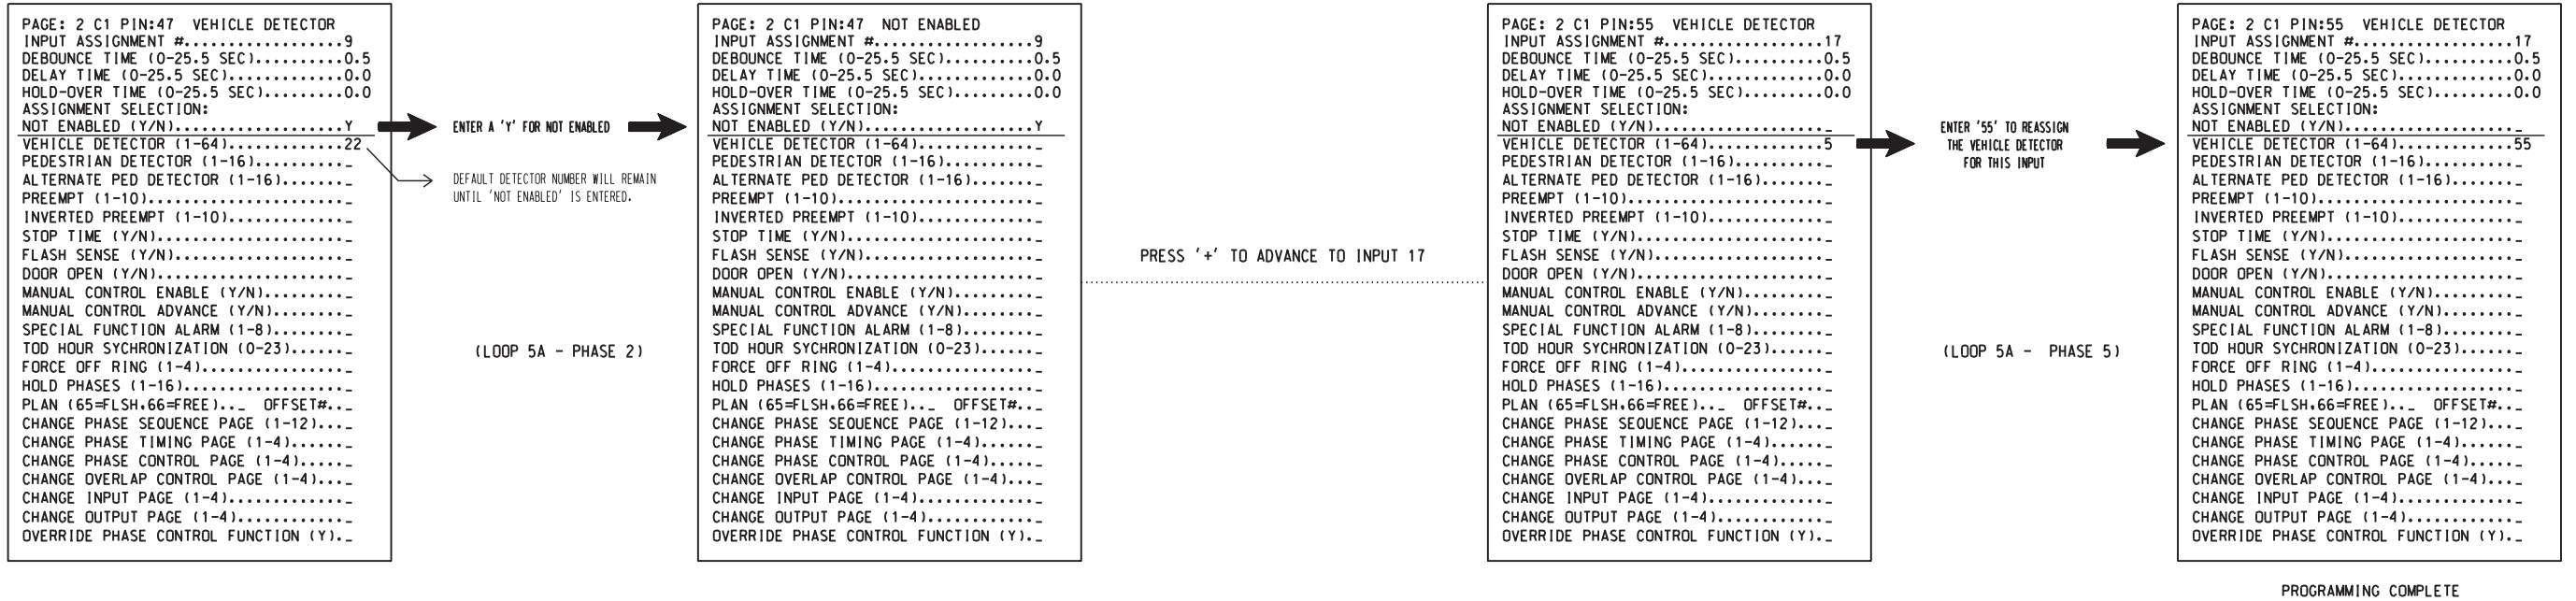 PAGE: 2 C1 PIN:47 VEHICLE DETECTOR
INPUT ASSIGNMENT #..................9
DEBOUNCE TIME (0-25.5 SEC)..........0.5
DELAY TIME (0-25.5 SEC).............0.0
HOLD-OVER TIME (0-25.5 SEC).........0.0
ASSIGNMENT SELECTION:
NOT ENABLED (Y/N)...................Y
VEHICLE DETECTOR (1-64).............22
PEDESTRIAN DETECTOR (1-16).........._
ALTERNATE PED DETECTOR (1-16)......._
PREEMPT (1-10)......................_
INVERTED PREEMPT (1-10)............._
STOP TIME (Y/N)....................._
FLASH SENSE (Y/N)..................._
DOOR OPEN (Y/N)....................._
MANUAL CONTROL ENABLE (Y/N)........._
MANUAL CONTROL ADVANCE (Y/N)........_
SPECIAL FUNCTION ALARM (1-8)........_
TOD HOUR SYCHRONIZATION (0-23)......_
FORCE OFF RING (1-4)................_
HOLD PHASES (1-16).................._
PLAN (65=FLSH,66=FREE).._ OFFSET#.._
CHANGE PHASE SEQUENCE PAGE (1-12)..._
CHANGE PHASE TIMING PAGE (1-4)......_
CHANGE PHASE CONTROL PAGE (1-4)....._
CHANGE OVERLAP CONTROL PAGE (1-4)..._
CHANGE INPUT PAGE (1-4)............._
CHANGE OUTPUT PAGE (1-4)............_
OVERRIDE PHASE CONTROL FUNCTION (Y)._
ENTER A 'Y' FOR NOT ENABLED
DEFAULT DETECTOR NUMBER WILL REMAIN
UNTIL 'NOT ENABLED' IS ENTERED.
(LOOP 5A - PHASE 2)
PAGE: 2 C1 PIN:47 NOT ENABLED
INPUT ASSIGNMENT #..................9
DEBOUNCE TIME (0-25.5 SEC)..........0.5
DELAY TIME (0-25.5 SEC).............0.0
HOLD-OVER TIME (0-25.5 SEC).........0.0
ASSIGNMENT SELECTION:
NOT ENABLED (Y/N)...................Y
VEHICLE DETECTOR (1-64)............._
PEDESTRIAN DETECTOR (1-16).........._
ALTERNATE PED DETECTOR (1-16)......._
PREEMPT (1-10)......................_
INVERTED PREEMPT (1-10)............._
STOP TIME (Y/N)....................._
FLASH SENSE (Y/N)..................._
DOOR OPEN (Y/N)....................._
MANUAL CONTROL ENABLE (Y/N)........._
MANUAL CONTROL ADVANCE (Y/N)........_
SPECIAL FUNCTION ALARM (1-8)........_
TOD HOUR SYCHRONIZATION (0-23)......_
FORCE OFF RING (1-4)................_
HOLD PHASES (1-16).................._
PLAN (65=FLSH,66=FREE).._ OFFSET#.._
CHANGE PHASE SEQUENCE PAGE (1-12)..._
CHANGE PHASE TIMING PAGE (1-4)......_
CHANGE PHASE CONTROL PAGE (1-4)....._
CHANGE OVERLAP CONTROL PAGE (1-4)..._
CHANGE INPUT PAGE (1-4)............._
CHANGE OUTPUT PAGE (1-4)............_
OVERRIDE PHASE CONTROL FUNCTION (Y)._
PRESS '+' TO ADVANCE TO INPUT 17
PAGE: 2 C1 PIN:55 VEHICLE DETECTOR
INPUT ASSIGNMENT #..................17
DEBOUNCE TIME (0-25.5 SEC)..........0.5
DELAY TIME (0-25.5 SEC).............0.0
HOLD-OVER TIME (0-25.5 SEC).........0.0
ASSIGNMENT SELECTION:
NOT ENABLED (Y/N)..................._
VEHICLE DETECTOR (1-64).............5
PEDESTRIAN DETECTOR (1-16).........._
ALTERNATE PED DETECTOR (1-16)......._
PREEMPT (1-10)......................_
INVERTED PREEMPT (1-10)............._
STOP TIME (Y/N)....................._
FLASH SENSE (Y/N)..................._
DOOR OPEN (Y/N)....................._
MANUAL CONTROL ENABLE (Y/N)........._
MANUAL CONTROL ADVANCE (Y/N)........_
SPECIAL FUNCTION ALARM (1-8)........_
TOD HOUR SYCHRONIZATION (0-23)......_
FORCE OFF RING (1-4)................_
HOLD PHASES (1-16).................._
PLAN (65=FLSH,66=FREE).._ OFFSET#.._
CHANGE PHASE SEQUENCE PAGE (1-12)..._
CHANGE PHASE TIMING PAGE (1-4)......_
CHANGE PHASE CONTROL PAGE (1-4)....._
CHANGE OVERLAP CONTROL PAGE (1-4)..._
CHANGE INPUT PAGE (1-4)............._
CHANGE OUTPUT PAGE (1-4)............_
OVERRIDE PHASE CONTROL FUNCTION (Y)._
ENTER '55' TO REASSIGN
THE VEHICLE DETECTOR
FOR THIS INPUT
(LOOP 5A - PHASE 5)
PAGE: 2 C1 PIN:55 VEHICLE DETECTOR
INPUT ASSIGNMENT #..................17
DEBOUNCE TIME (0-25.5 SEC)..........0.5
DELAY TIME (0-25.5 SEC).............0.0
HOLD-OVER TIME (0-25.5 SEC).........0.0
ASSIGNMENT SELECTION:
NOT ENABLED (Y/N)..................._
VEHICLE DETECTOR (1-64).............55
PEDESTRIAN DETECTOR (1-16).........._
ALTERNATE PED DETECTOR (1-16)......._
PREEMPT (1-10)......................_
INVERTED PREEMPT (1-10)............._
STOP TIME (Y/N)....................._
FLASH SENSE (Y/N)..................._
DOOR OPEN (Y/N)....................._
MANUAL CONTROL ENABLE (Y/N)........._
MANUAL CONTROL ADVANCE (Y/N)........_
SPECIAL FUNCTION ALARM (1-8)........_
TOD HOUR SYCHRONIZATION (0-23)......_
FORCE OFF RING (1-4)................_
HOLD PHASES (1-16).................._
PLAN (65=FLSH,66=FREE).._ OFFSET#.._
CHANGE PHASE SEQUENCE PAGE (1-12)..._
CHANGE PHASE TIMING PAGE (1-4)......_
CHANGE PHASE CONTROL PAGE (1-4)....._
CHANGE OVERLAP CONTROL PAGE (1-4)..._
CHANGE INPUT PAGE (1-4)............._
CHANGE OUTPUT PAGE (1-4)............_
OVERRIDE PHASE CONTROL FUNCTION (Y)._
PROGRAMMING COMPLETE